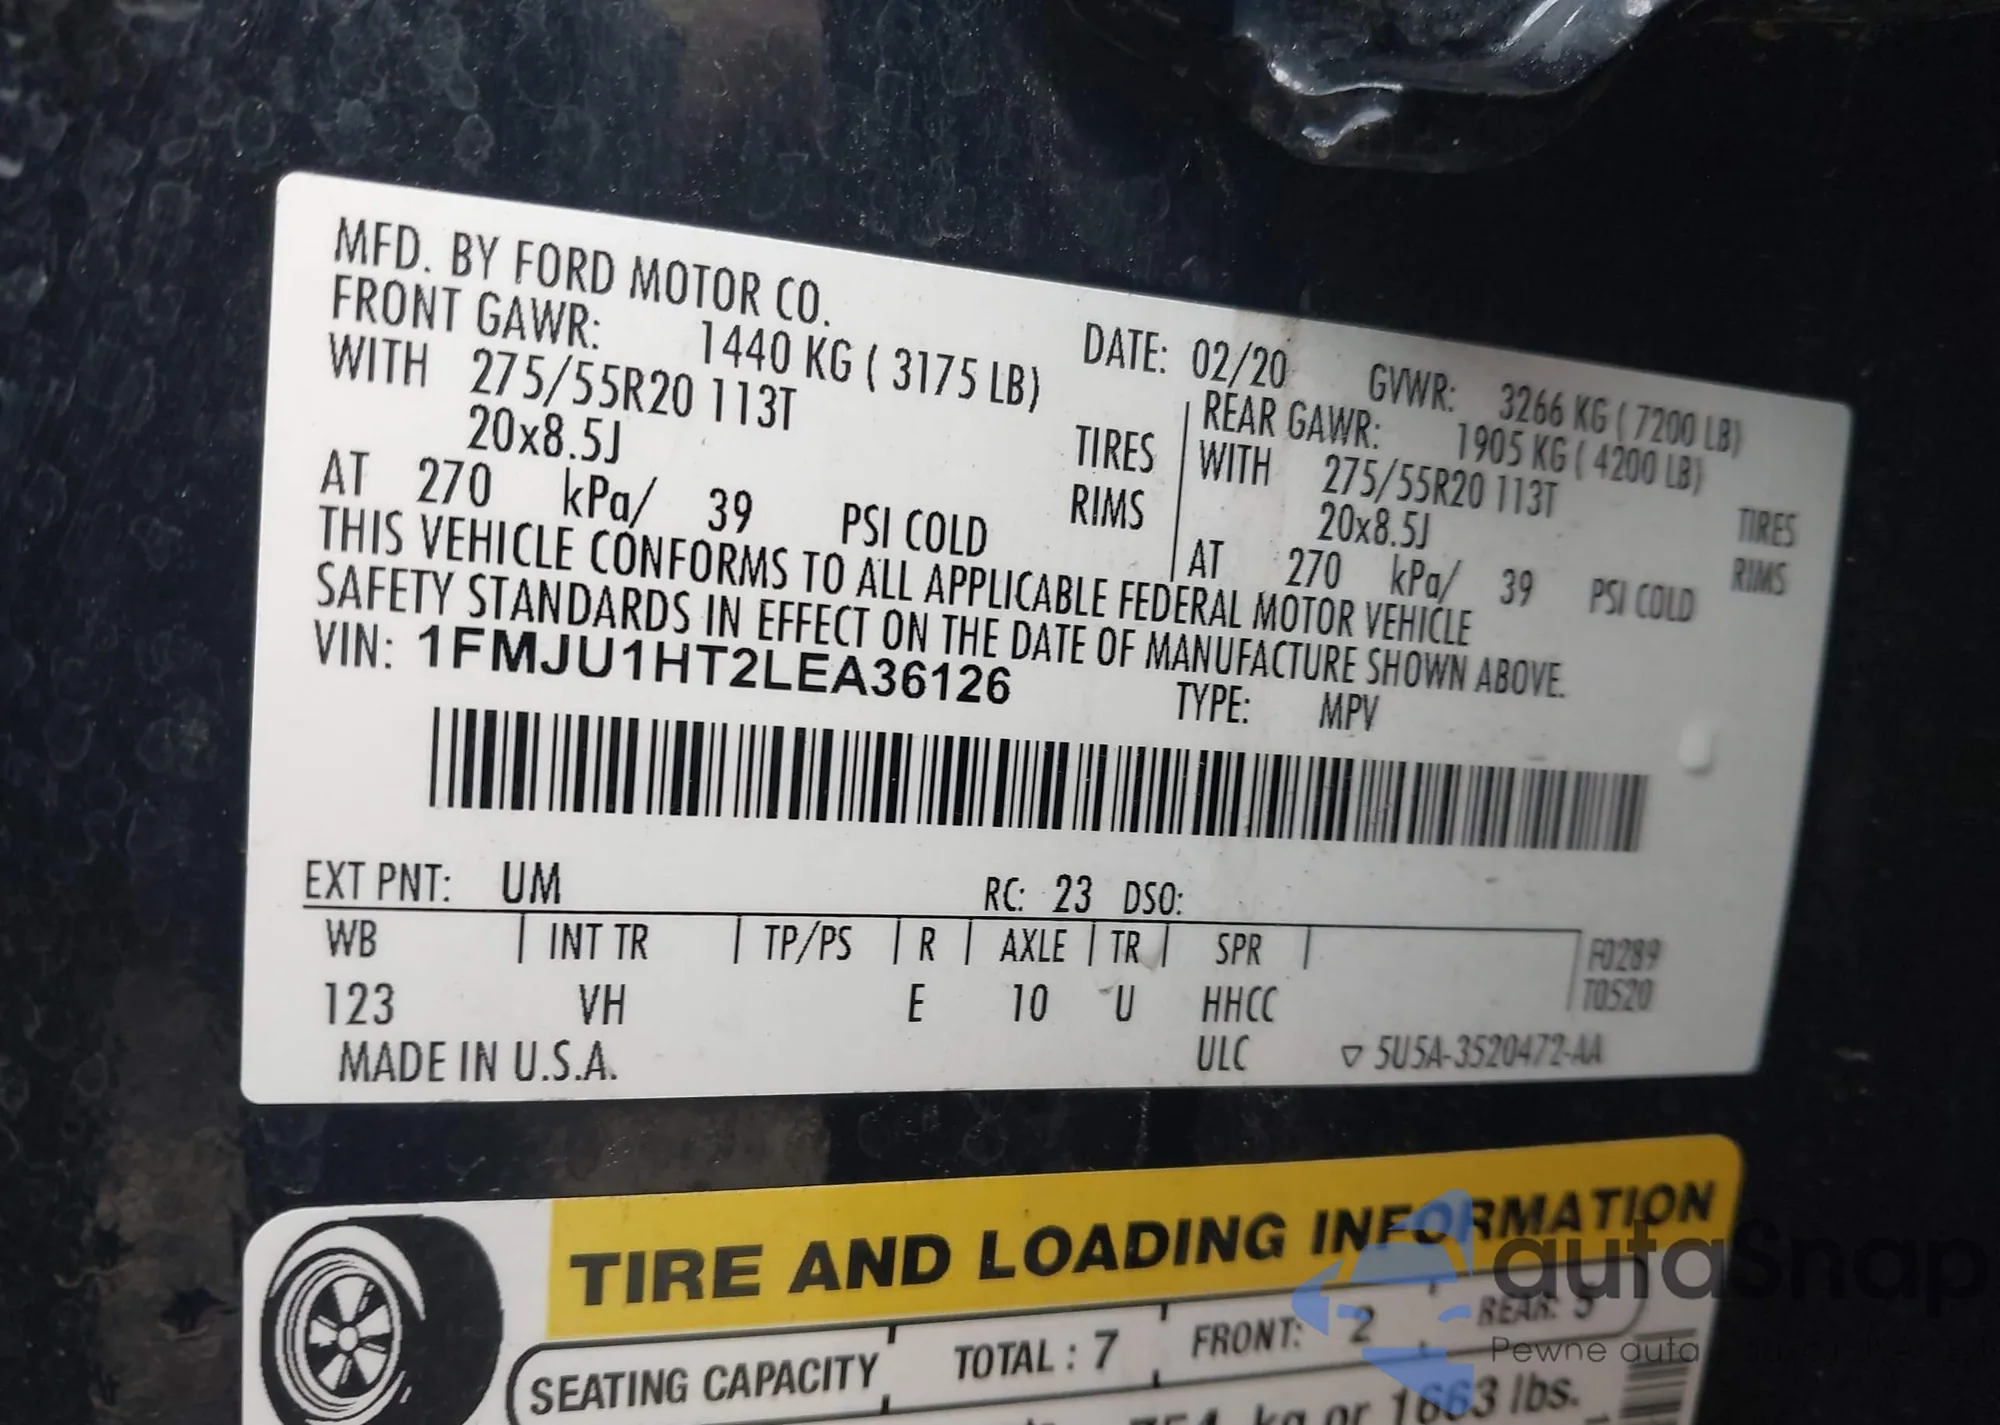 MFD. BY FORD MOTOR CO.
DATE: 02/20 GVWR: 3266 KG ( 7200 LB)
FRONT GAWR: 1440 KG ( 3175 LB)
REAR GAWR: 1905 KG ( 4200 LB)
WITH 275/55R20 113T TIRES
WITH 275/55R20 113T TIRES
20x8.5J RIMS
20x8.5J RIMS
AT 270 kPa/ 39 PSI COLD
AT 270 kPa/ 39 PSI COLD
THIS VEHICLE CONFORMS TO ALL APPLICABLE FEDERAL MOTOR VEHICLE
SAFETY STANDARDS IN EFFECT ON THE DATE OF MANUFACTURE SHOWN ABOVE.
VIN: 1FMJU1HT2LEA36126 TYPE: MPV
EXT PNT: UM RC: 23 DSO:
WB | INT TR | TP/PS | R | AXLE | TR | SPR | F0289
T0520
123 VH E 10 U HHCC
MADE IN U.S.A. ULC ▽ 5U5A-3520472-AA
TIRE AND LOADING INFORMATION
SEATING CAPACITY TOTAL : 7 FRONT: 2 REAR: 5
kg or 1663 lbs.
autaSnap
Pewne auta